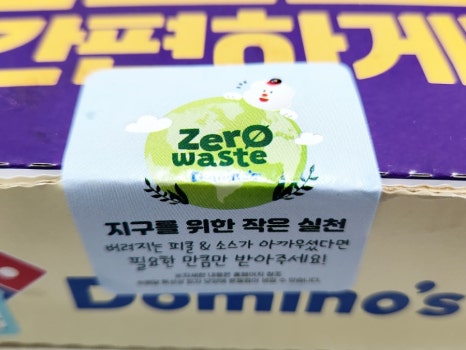 간편하게
Zerø
waste
지구를 위한 작은 실천
버려지는 피클 & 소스가 아까우셨다면
필요한 만큼만 받아주세요!
Domino's